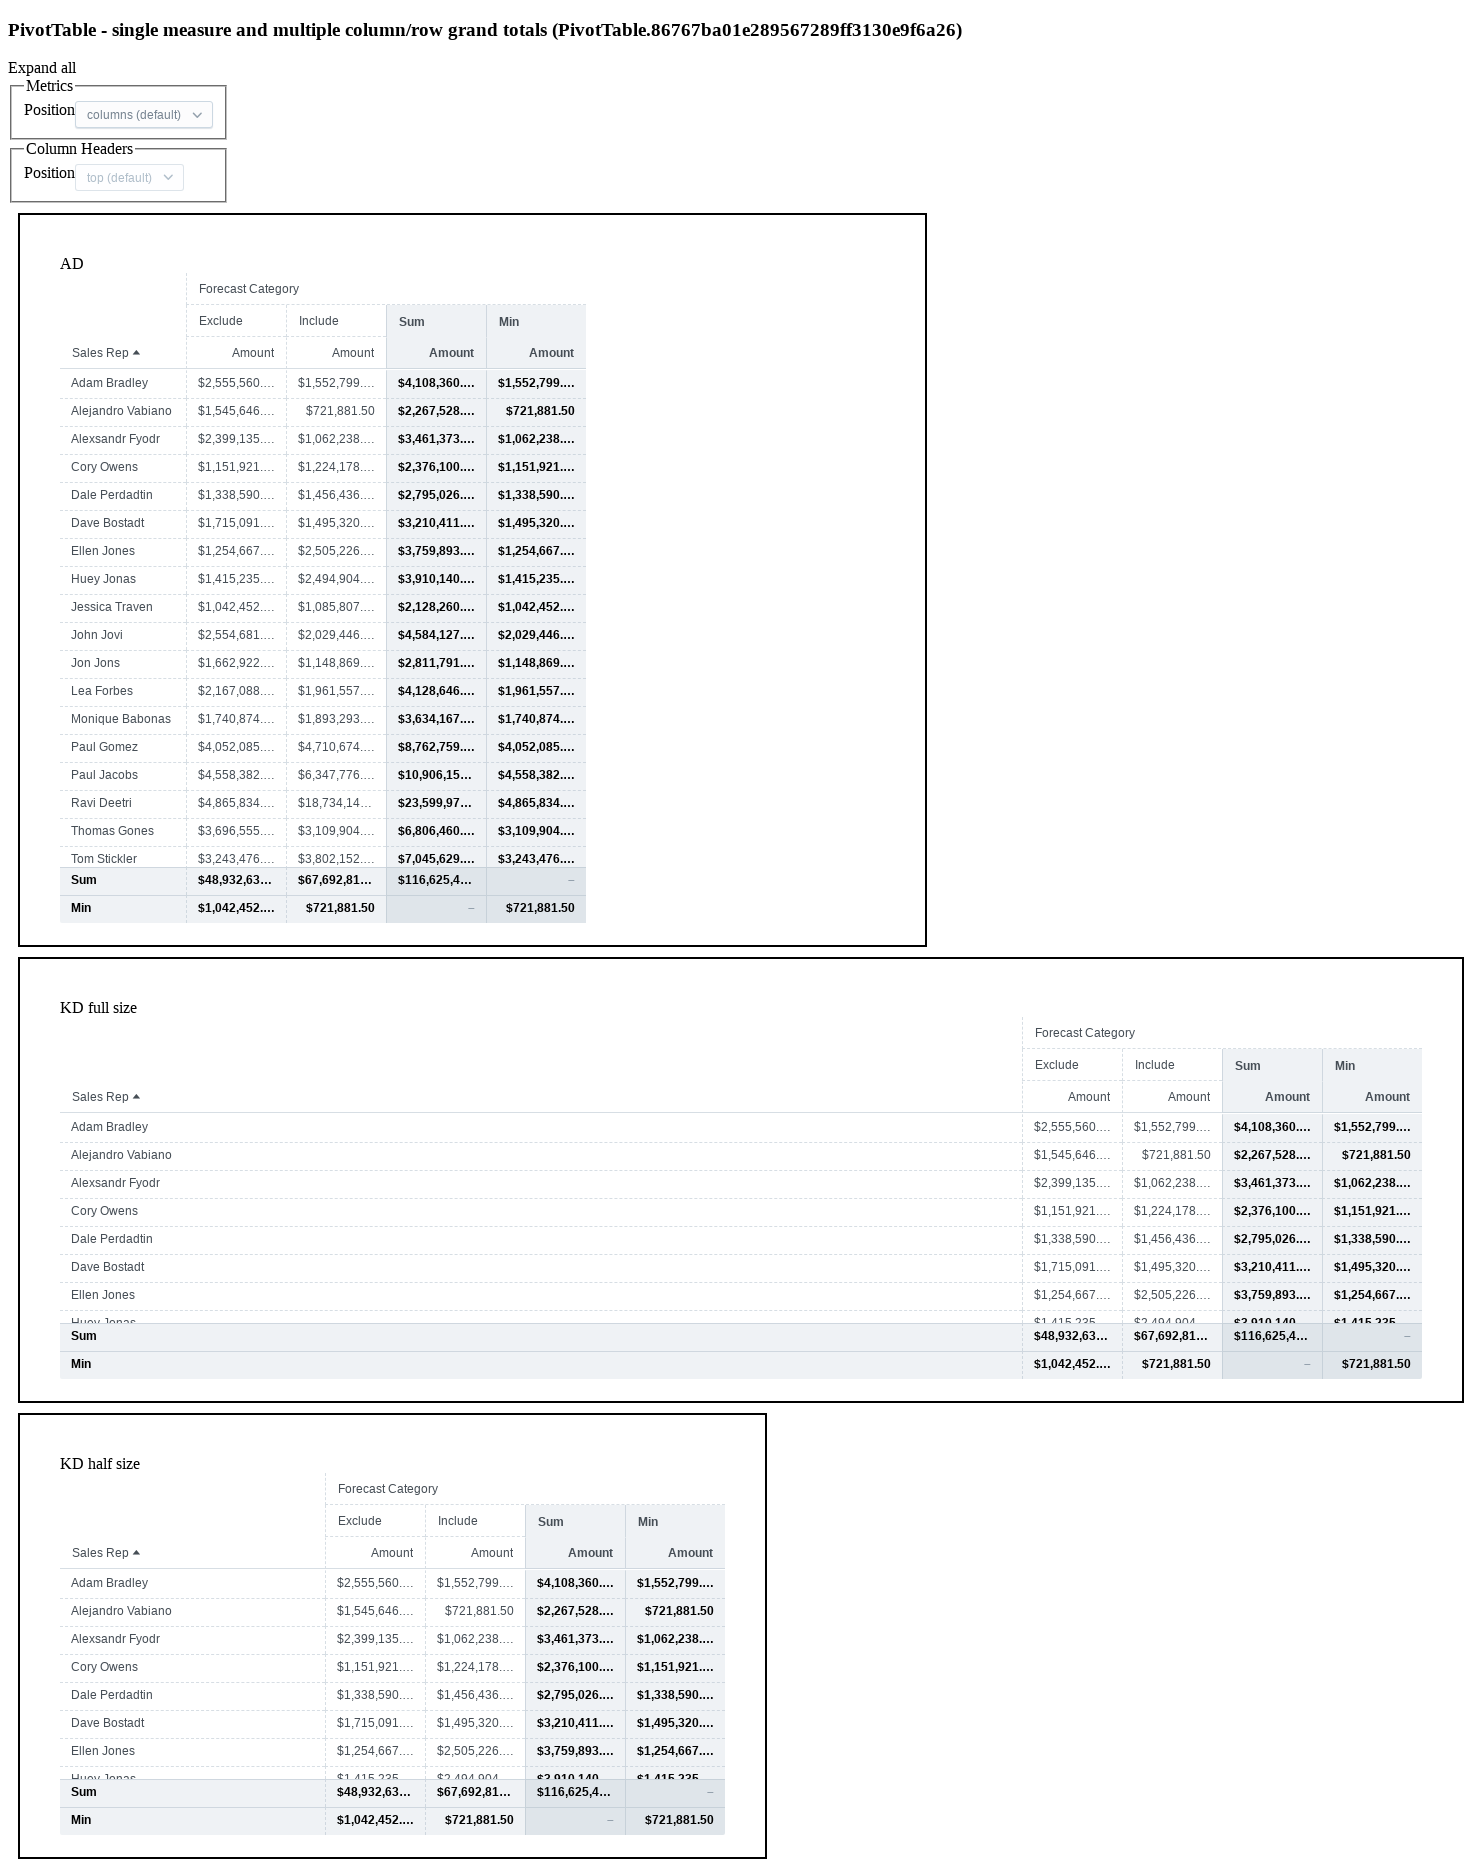 PivotTable - single measure and multiple column/row grand totals (PivotTable.86767ba01e289567289ff3130e9f6a26)
Expand all
Metrics
Position columns (default)
Column Headers
Position top (default)
AD
Forecast Category
Exclude Include Sum Min
Sales Rep Amount Amount Amount Amount
Adam Bradley $2,555,560.… $1,552,799.… $4,108,360.… $1,552,799.…
Alejandro Vabiano $1,545,646.… $721,881.50 $2,267,528.… $721,881.50
Alexsandr Fyodr $2,399,135.… $1,062,238.… $3,461,373.… $1,062,238.…
Cory Owens $1,151,921.… $1,224,178.… $2,376,100.… $1,151,921.…
Dale Perdadtin $1,338,590.… $1,456,436.… $2,795,026.… $1,338,590.…
Dave Bostadt $1,715,091.… $1,495,320.… $3,210,411.… $1,495,320.…
Ellen Jones $1,254,667.… $2,505,226.… $3,759,893.… $1,254,667.…
Huey Jonas $1,415,235.… $2,494,904.… $3,910,140.… $1,415,235.…
Jessica Traven $1,042,452.… $1,085,807.… $2,128,260.… $1,042,452.…
John Jovi $2,554,681.… $2,029,446.… $4,584,127.… $2,029,446.…
Jon Jons $1,662,922.… $1,148,869.… $2,811,791.… $1,148,869.…
Lea Forbes $2,167,088.… $1,961,557.… $4,128,646.… $1,961,557.…
Monique Babonas $1,740,874.… $1,893,293.… $3,634,167.… $1,740,874.…
Paul Gomez $4,052,085.… $4,710,674.… $8,762,759.… $4,052,085.…
Paul Jacobs $4,558,382.… $6,347,776.… $10,906,15… $4,558,382.…
Ravi Deetri $4,865,834.… $18,734,14… $23,599,97… $4,865,834.…
Thomas Gones $3,696,555.… $3,109,904.… $6,806,460.… $3,109,904.…
Tom Stickler $3,243,476.… $3,802,152.… $7,045,629.… $3,243,476.…
Sum $48,932,63… $67,692,81… $116,625,4… –
Min $1,042,452.… $721,881.50 – $721,881.50
KD full size
Forecast Category
Exclude Include Sum Min
Sales Rep Amount Amount Amount Amount
Adam Bradley $2,555,560.… $1,552,799.… $4,108,360.… $1,552,799.…
Alejandro Vabiano $1,545,646.… $721,881.50 $2,267,528.… $721,881.50
Alexsandr Fyodr $2,399,135.… $1,062,238.… $3,461,373.… $1,062,238.…
Cory Owens $1,151,921.… $1,224,178.… $2,376,100.… $1,151,921.…
Dale Perdadtin $1,338,590.… $1,456,436.… $2,795,026.… $1,338,590.…
Dave Bostadt $1,715,091.… $1,495,320.… $3,210,411.… $1,495,320.…
Ellen Jones $1,254,667.… $2,505,226.… $3,759,893.… $1,254,667.…
Huey Jonas $1,415,235.… $2,494,904.… $3,910,140.… $1,415,235.…
Sum $48,932,63… $67,692,81… $116,625,4… –
Min $1,042,452.… $721,881.50 – $721,881.50
KD half size
Forecast Category
Exclude Include Sum Min
Sales Rep Amount Amount Amount Amount
Adam Bradley $2,555,560.… $1,552,799.… $4,108,360.… $1,552,799.…
Alejandro Vabiano $1,545,646.… $721,881.50 $2,267,528.… $721,881.50
Alexsandr Fyodr $2,399,135.… $1,062,238.… $3,461,373.… $1,062,238.…
Cory Owens $1,151,921.… $1,224,178.… $2,376,100.… $1,151,921.…
Dale Perdadtin $1,338,590.… $1,456,436.… $2,795,026.… $1,338,590.…
Dave Bostadt $1,715,091.… $1,495,320.… $3,210,411.… $1,495,320.…
Ellen Jones $1,254,667.… $2,505,226.… $3,759,893.… $1,254,667.…
Huey Jonas $1,415,235.… $2,494,904.… $3,910,140.… $1,415,235.…
Sum $48,932,63… $67,692,81… $116,625,4… –
Min $1,042,452.… $721,881.50 – $721,881.50